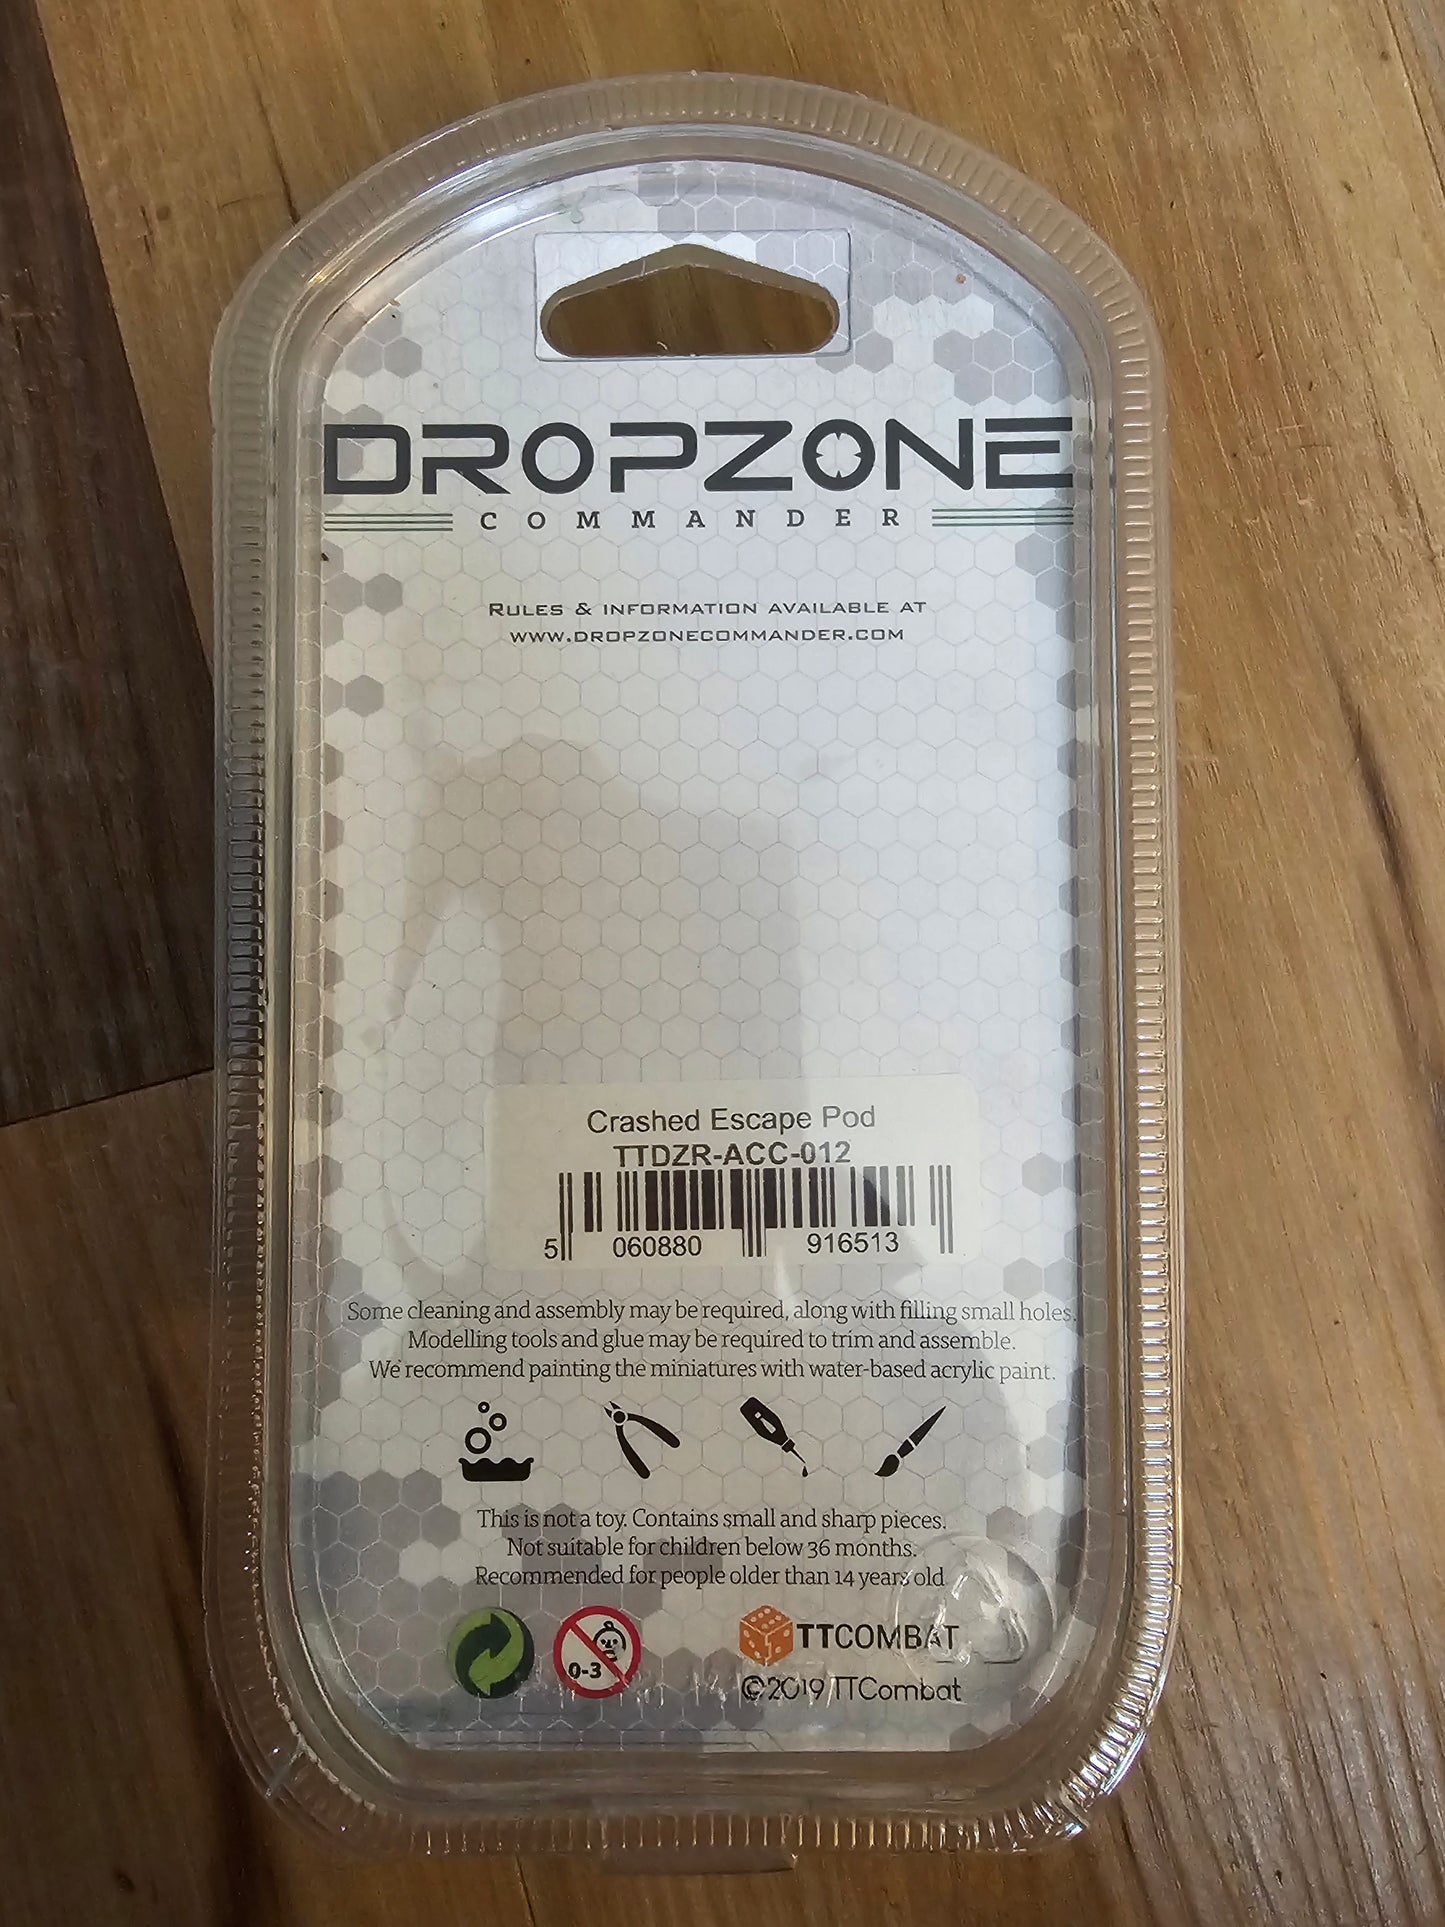 DROPZONE
COMMANDER
RULES & INFORMATION AVAILABLE AT
WWW.DROPZONECOMMANDER.COM
Crashed Escape Pod
TTDZR-ACC-012
5 060880 916513
Some cleaning and assembly may be required, along with filling small holes.
Modelling tools and glue may be required to trim and assemble.
We recommend painting the miniatures with water-based acrylic paint.
This is not a toy. Contains small and sharp pieces.
Not suitable for children below 36 months.
Recommended for people older than 14 years old
0-3
TTCOMBAT
©2019 TTCombat